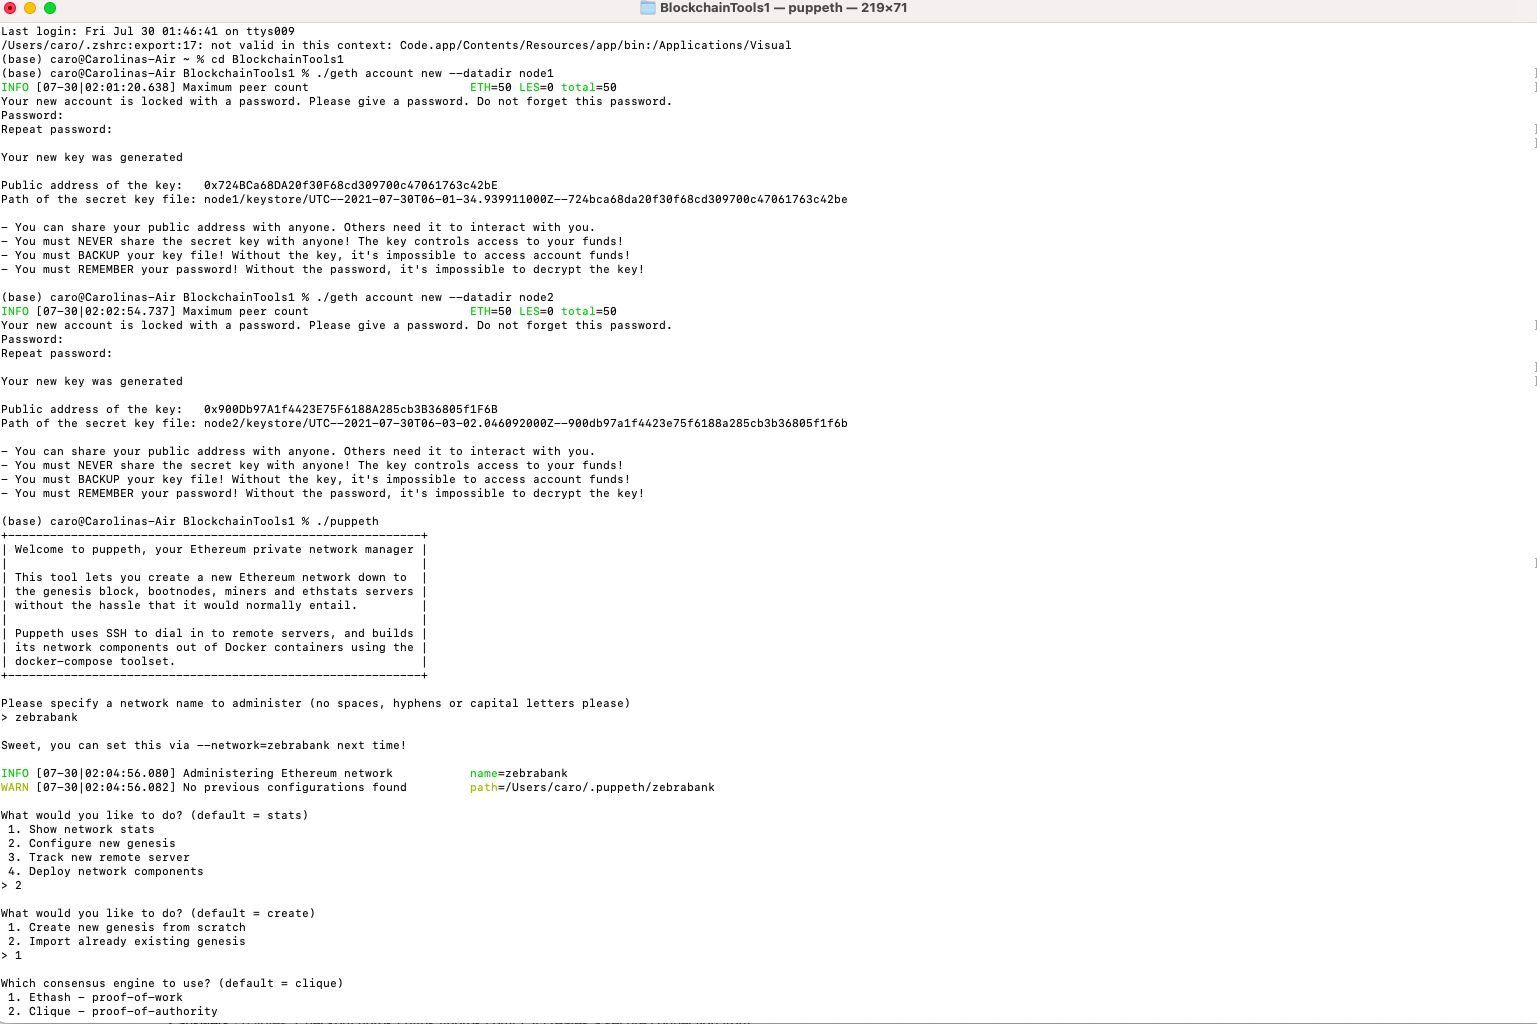 BlockchainTools1 — puppeth — 219×71
Last login: Fri Jul 30 01:46:41 on ttys009
/Users/caro/.zshrc:export:17: not valid in this context: Code.app/Contents/Resources/app/bin:/Applications/Visual
(base) caro@Carolinas-Air ~ % cd BlockchainTools1
(base) caro@Carolinas-Air BlockchainTools1 % ./geth account new --datadir node1
INFO [07-30|02:01:20.638] Maximum peer count ETH=50 LES=0 total=50
Your new account is locked with a password. Please give a password. Do not forget this password.
Password:
Repeat password:
Your new key was generated
Public address of the key: 0x724BCa68DA20f30F68cd309700c47061763c42bE
Path of the secret key file: node1/keystore/UTC--2021-07-30T06-01-34.939911000Z--724bca68da20f30f68cd309700c47061763c42be
- You can share your public address with anyone. Others need it to interact with you.
- You must NEVER share the secret key with anyone! The key controls access to your funds!
- You must BACKUP your key file! Without the key, it's impossible to access account funds!
- You must REMEMBER your password! Without the password, it's impossible to decrypt the key!
(base) caro@Carolinas-Air BlockchainTools1 % ./geth account new --datadir node2
INFO [07-30|02:02:54.737] Maximum peer count ETH=50 LES=0 total=50
Your new account is locked with a password. Please give a password. Do not forget this password.
Password:
Repeat password:
Your new key was generated
Public address of the key: 0x900Db97A1f4423E75F6188A285cb3B36805f1F6B
Path of the secret key file: node2/keystore/UTC--2021-07-30T06-03-02.046092000Z--900db97a1f4423e75f6188a285cb3b36805f1f6b
- You can share your public address with anyone. Others need it to interact with you.
- You must NEVER share the secret key with anyone! The key controls access to your funds!
- You must BACKUP your key file! Without the key, it's impossible to access account funds!
- You must REMEMBER your password! Without the password, it's impossible to decrypt the key!
(base) caro@Carolinas-Air BlockchainTools1 % ./puppeth
+-----------------------------------------------------------+
| Welcome to puppeth, your Ethereum private network manager |
| |
| This tool lets you create a new Ethereum network down to |
| the genesis block, bootnodes, miners and ethstats servers |
| without the hassle that it would normally entail. |
| |
| Puppeth uses SSH to dial in to remote servers, and builds |
| its network components out of Docker containers using the |
| docker-compose toolset. |
+-----------------------------------------------------------+
Please specify a network name to administer (no spaces, hyphens or capital letters please)
> zebrabank
Sweet, you can set this via --network=zebrabank next time!
INFO [07-30|02:04:56.080] Administering Ethereum network name=zebrabank
WARN [07-30|02:04:56.082] No previous configurations found path=/Users/caro/.puppeth/zebrabank
What would you like to do? (default = stats)
1. Show network stats
2. Configure new genesis
3. Track new remote server
4. Deploy network components
> 2
What would you like to do? (default = create)
1. Create new genesis from scratch
2. Import already existing genesis
> 1
Which consensus engine to use? (default = clique)
1. Ethash - proof-of-work
2. Clique - proof-of-authority